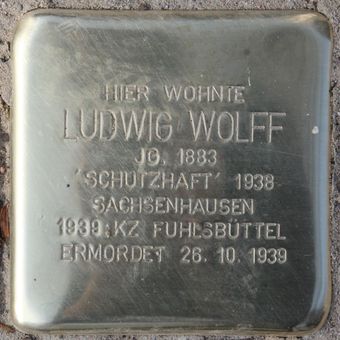 HIER WOHNTE
LUDWIG WOLFF
JG. 1883
'SCHUTZHAFT' 1938
SACHSENHAUSEN
1939 KZ FUHLSBÜTTEL
ERMORDET 26. 10. 1939